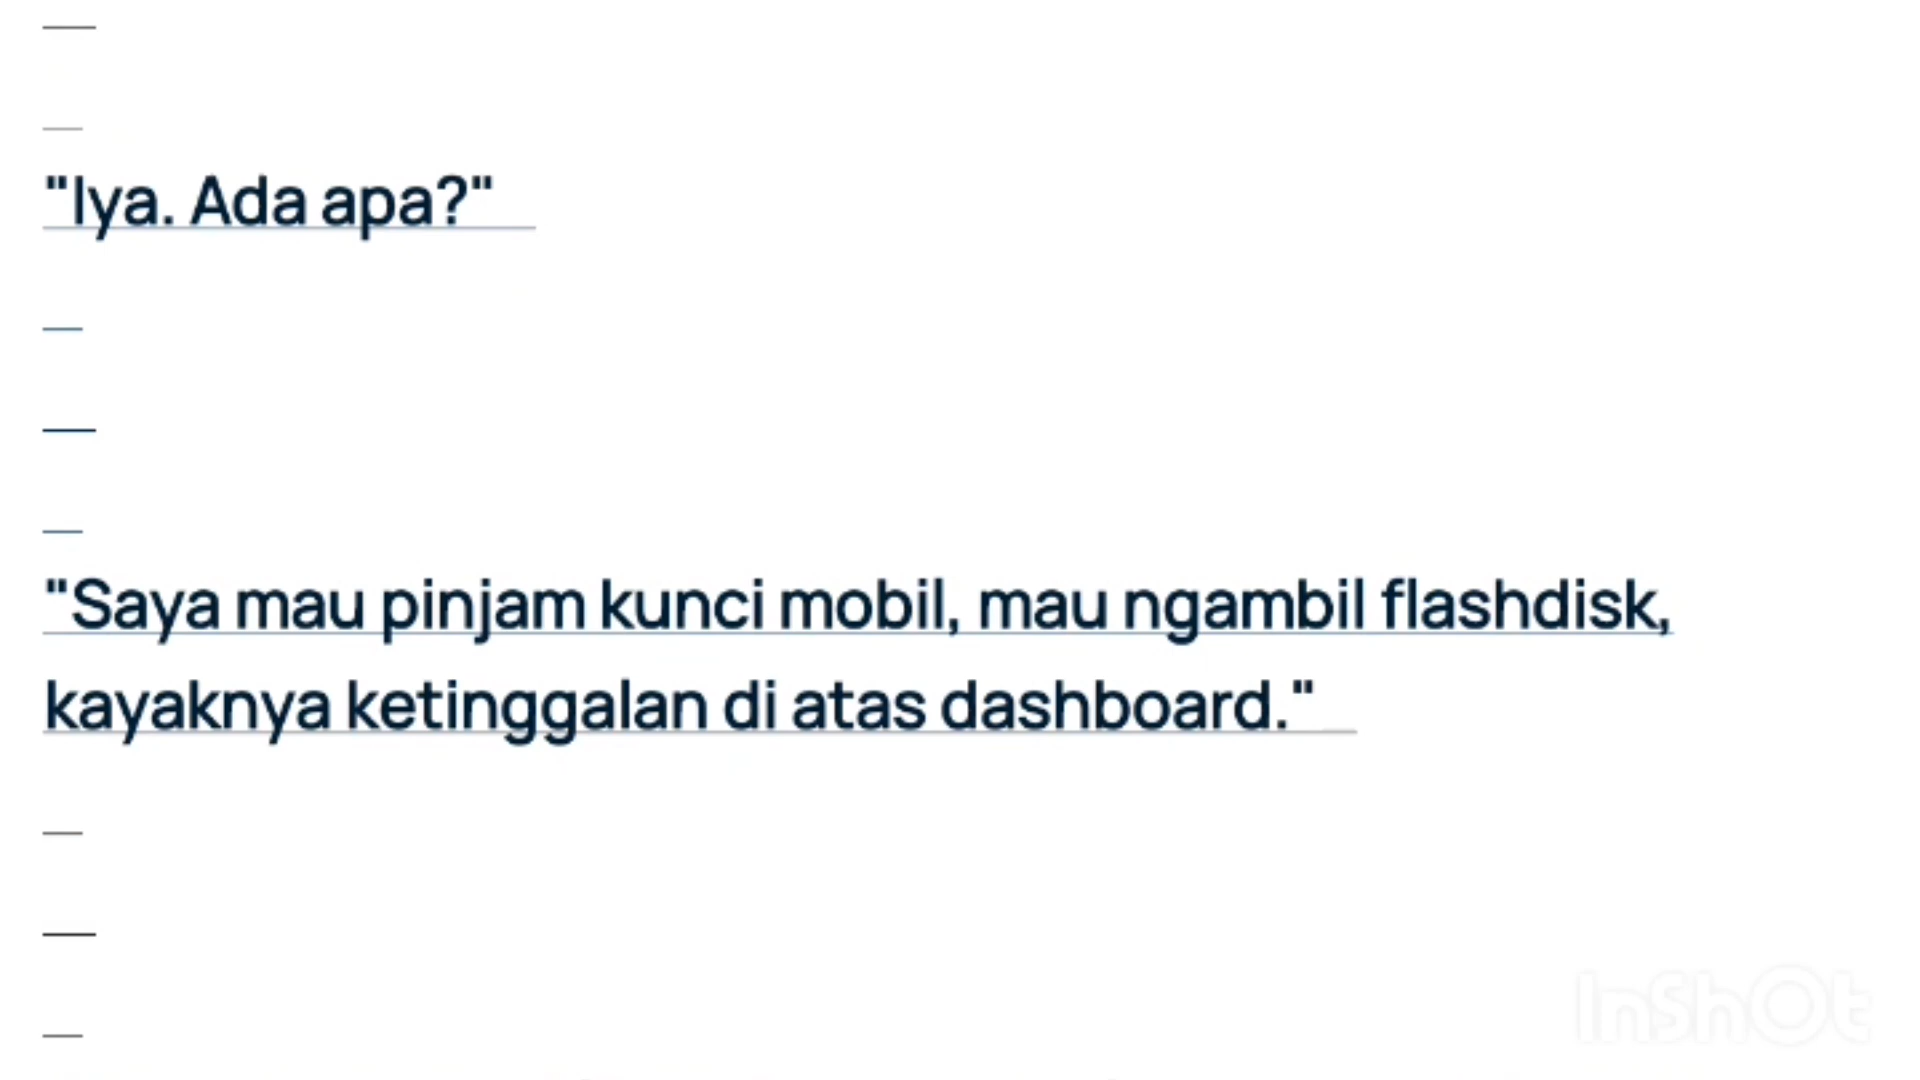 "Iya. Ada apa?"
"Saya mau pinjam kunci mobil, mau ngambil flashdisk,
kayaknya ketinggalan di atas dashboard."
InShOt